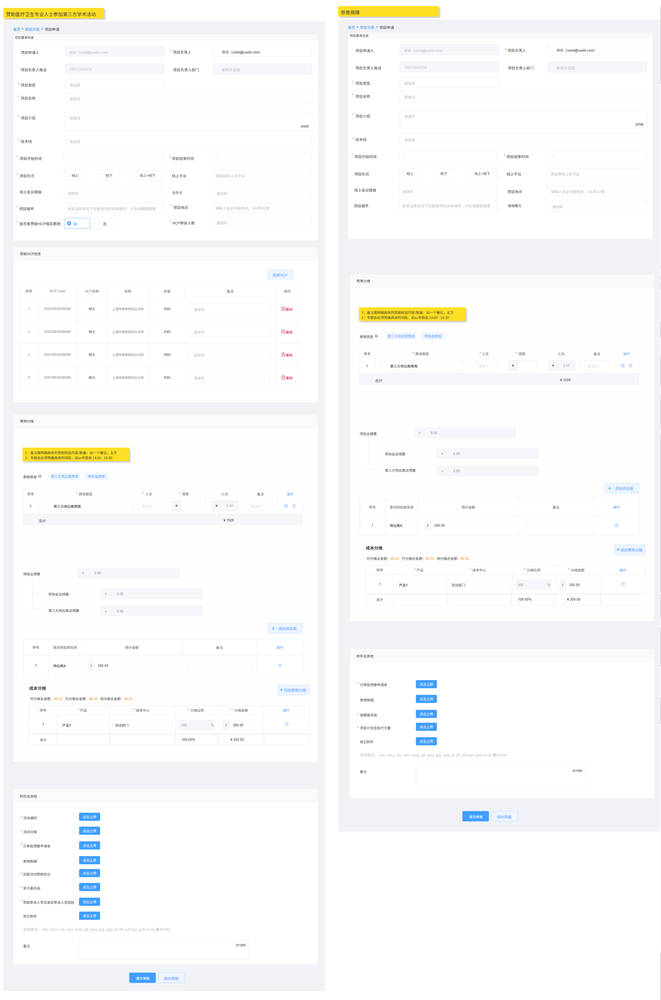 赞助医疗卫生专业人士参加第三方学术活动
首页 > 项目列表 > 项目申请
项目基本信息
项目申请人 测试（ceshi@ceshi.com） * 项目负责人 测试（ceshi@ceshi.com）
项目负责人电话 13012341234 项目负责人部门 新药开发部
* 项目类型 请选择
* 项目名称 请填写
* 项目介绍 请填写
0/500
* 技术线 请选择
* 项目开始时间 * 项目结束时间
* 项目形式 线上 线下 线上+线下 线上平台 请选择线上会平台
线上会议链接 请填写 主办方 请选择
* 项目城市 如您当前未在下拉框查询到具体城市，可在线模糊搜索 * 项目地点 请输入会议详细地点，XX号XX室
* 是否有赞助HCP相关费用 是 否 * HCP参会人数 请填写
赞助HCP信息
选择HCP
序号 HCP code HCP名称 机构 科室 备注 操作
1 S20230526260286 林久 上海市蒋家桥社区诊所 内科 请填写 删除
2 S20230526260286 林久 上海市蒋家桥社区诊所 内科 请填写 删除
3 S20230526260286 林久 上海市蒋家桥社区诊所 内科 请填写 删除
4 S20230526260286 林久 上海市蒋家桥社区诊所 内科 请填写 删除
费用分摊
1：备注需明确具体的赞助权益内容/数量：如一个展位，五万
2：专题会必须明确具体时间段：如xx专题会 14:00 - 14:30
费用类型 第三方供应商费用 学协会费用
序号 * 费用类型 * 人次 * 预算 人均 备注 操作
1 第三方供应商费用 请填写 ¥ ¥ 0.00 请填写
总计 ¥ 1500
项目总预算 ¥ 0.00
学协会总预算 ¥ 0.00
第三方供应商总预算 ¥ 0.00
+ 添加供应商
序号 意向供应商名称 预计金额 备注 操作
1 供应商A ¥ 200.00
成本分摊 +添加费用分摊
可分摊总金额：¥0.00 已分摊总金额：¥0.00 待分摊总金额：¥0.00
序号 * 产品 * 成本中心 * 分摊比例 * 分摊金额 操作
1 产品1 测试部门 100 % ¥ 200.00
总计 100.00% ¥ 200.00
附件及其他
* 活动通知 点击上传
* 活动日程 点击上传
* 已审批预算申请单 点击上传
费用明细 点击上传
* 初版活动赞助协议 点击上传
* 官方委托函 点击上传
* 赞助参会人员名单及参会人员回执 点击上传
其它附件 点击上传
支持格式：.doc,.docx,.xls,.xlsx,.bmp,.gif,.jpeg,.jpg,.png,.tif,.tiff,.pdf.ppt,.pptx or.txt.最大50M
备注 0/1000
提交审批 保存草稿
慈善捐赠
首页 > 项目列表 > 项目申请
项目基本信息
项目申请人 测试（ceshi@ceshi.com） * 项目负责人 测试（ceshi@ceshi.com）
项目负责人电话 13012341234 项目负责人部门 新药开发部
* 项目类型 请选择
* 项目名称 请填写
* 项目介绍 请填写
0/500
* 技术线 请选择
* 项目开始时间 * 项目结束时间
项目形式 线上 线下 线上+线下 线上平台 请选择线上会平台
线上会议链接 请填写 项目地点 请输入会议详细地点，XX号XX室
项目城市 如您当前未在下拉框查询到具体城市，可在线模糊搜索 被捐赠方 请选择
费用分摊
1：备注需明确具体的赞助权益内容/数量：如一个展位，五万
2：专题会必须明确具体时间段：如xx专题会 14:00 - 14:30
费用类型 第三方供应商费用 学协会费用
序号 * 费用类型 * 人次 * 预算 人均 备注 操作
1 第三方供应商费用 请填写 ¥ ¥ 0.00 请填写
总计 ¥ 1500
项目总预算 ¥ 0.00
学协会总预算 ¥ 0.00
第三方供应商总预算 ¥ 0.00
+ 添加供应商
序号 意向供应商名称 预计金额 备注 操作
1 供应商A ¥ 200.00
成本分摊 +添加费用分摊
可分摊总金额：¥0.00 已分摊总金额：¥0.00 待分摊总金额：¥0.00
序号 * 产品 * 成本中心 * 分摊比例 * 分摊金额 操作
1 产品1 测试部门 100 % ¥ 200.00
总计 100.00% ¥ 200.00
附件及其他
* 已审批预算申请单 点击上传
费用明细 点击上传
* 捐赠需求函 点击上传
* 项目计划及执行方案 点击上传
其它附件 点击上传
支持格式：.doc,.docx,.xls,.xlsx,.bmp,.gif,.jpeg,.jpg,.png,.tif,.tiff,.pdf.ppt,.pptx or.txt.最大50M
备注 0/1000
提交审批 保存草稿